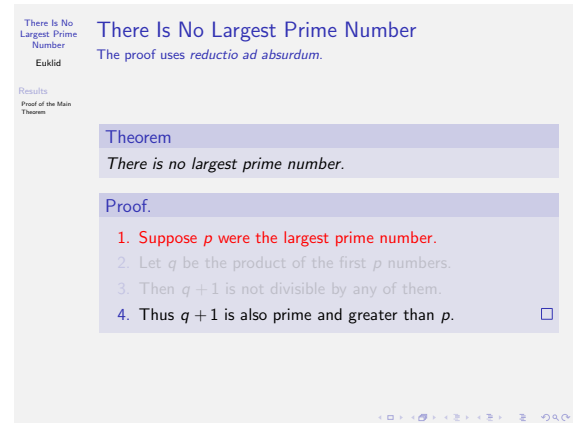 There Is No
Largest Prime
Number
Euklid
Results
Proof of the Main
Theorem
There Is No Largest Prime Number
The proof uses reductio ad absurdum.
Theorem
There is no largest prime number.
Proof.
1. Suppose p were the largest prime number.
2. Let q be the product of the first p numbers.
3. Then q + 1 is not divisible by any of them.
4. Thus q + 1 is also prime and greater than p.